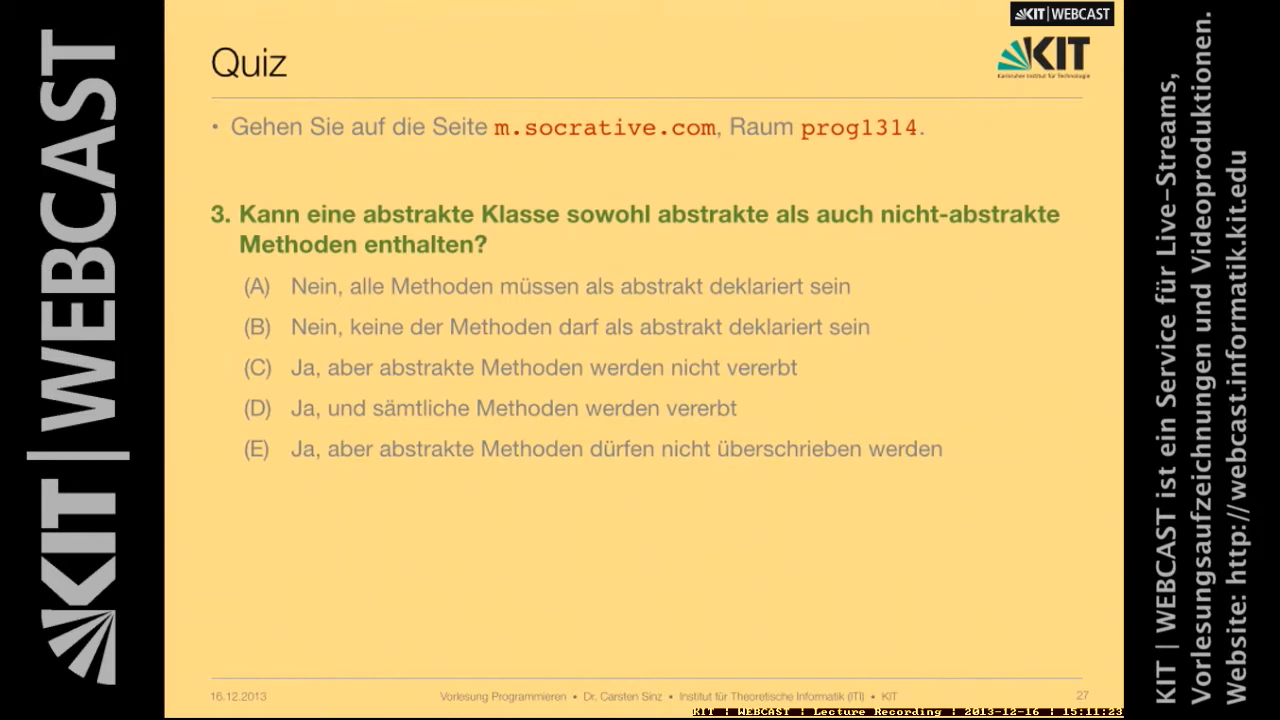 KIT | WEBCAST
KIT|WEBCAST
Quiz
KIT
Karlsruher Institut für Technologie
• Gehen Sie auf die Seite m.socrative.com, Raum prog1314.
3. Kann eine abstrakte Klasse sowohl abstrakte als auch nicht-abstrakte
Methoden enthalten?
(A) Nein, alle Methoden müssen als abstrakt deklariert sein
(B) Nein, keine der Methoden darf als abstrakt deklariert sein
(C) Ja, aber abstrakte Methoden werden nicht vererbt
(D) Ja, und sämtliche Methoden werden vererbt
(E) Ja, aber abstrakte Methoden dürfen nicht überschrieben werden
16.12.2013 Vorlesung Programmieren • Dr. Carsten Sinz • Institut für Theoretische Informatik (ITI) • KIT 27
KIT : WEBCAST : Lecture Recording : 2013-12-16 : 15:11:23
KIT | WEBCAST ist ein Service für Live-Streams,
Vorlesungsaufzeichnungen und Videoproduktionen.
Website: http://webcast.informatik.kit.edu